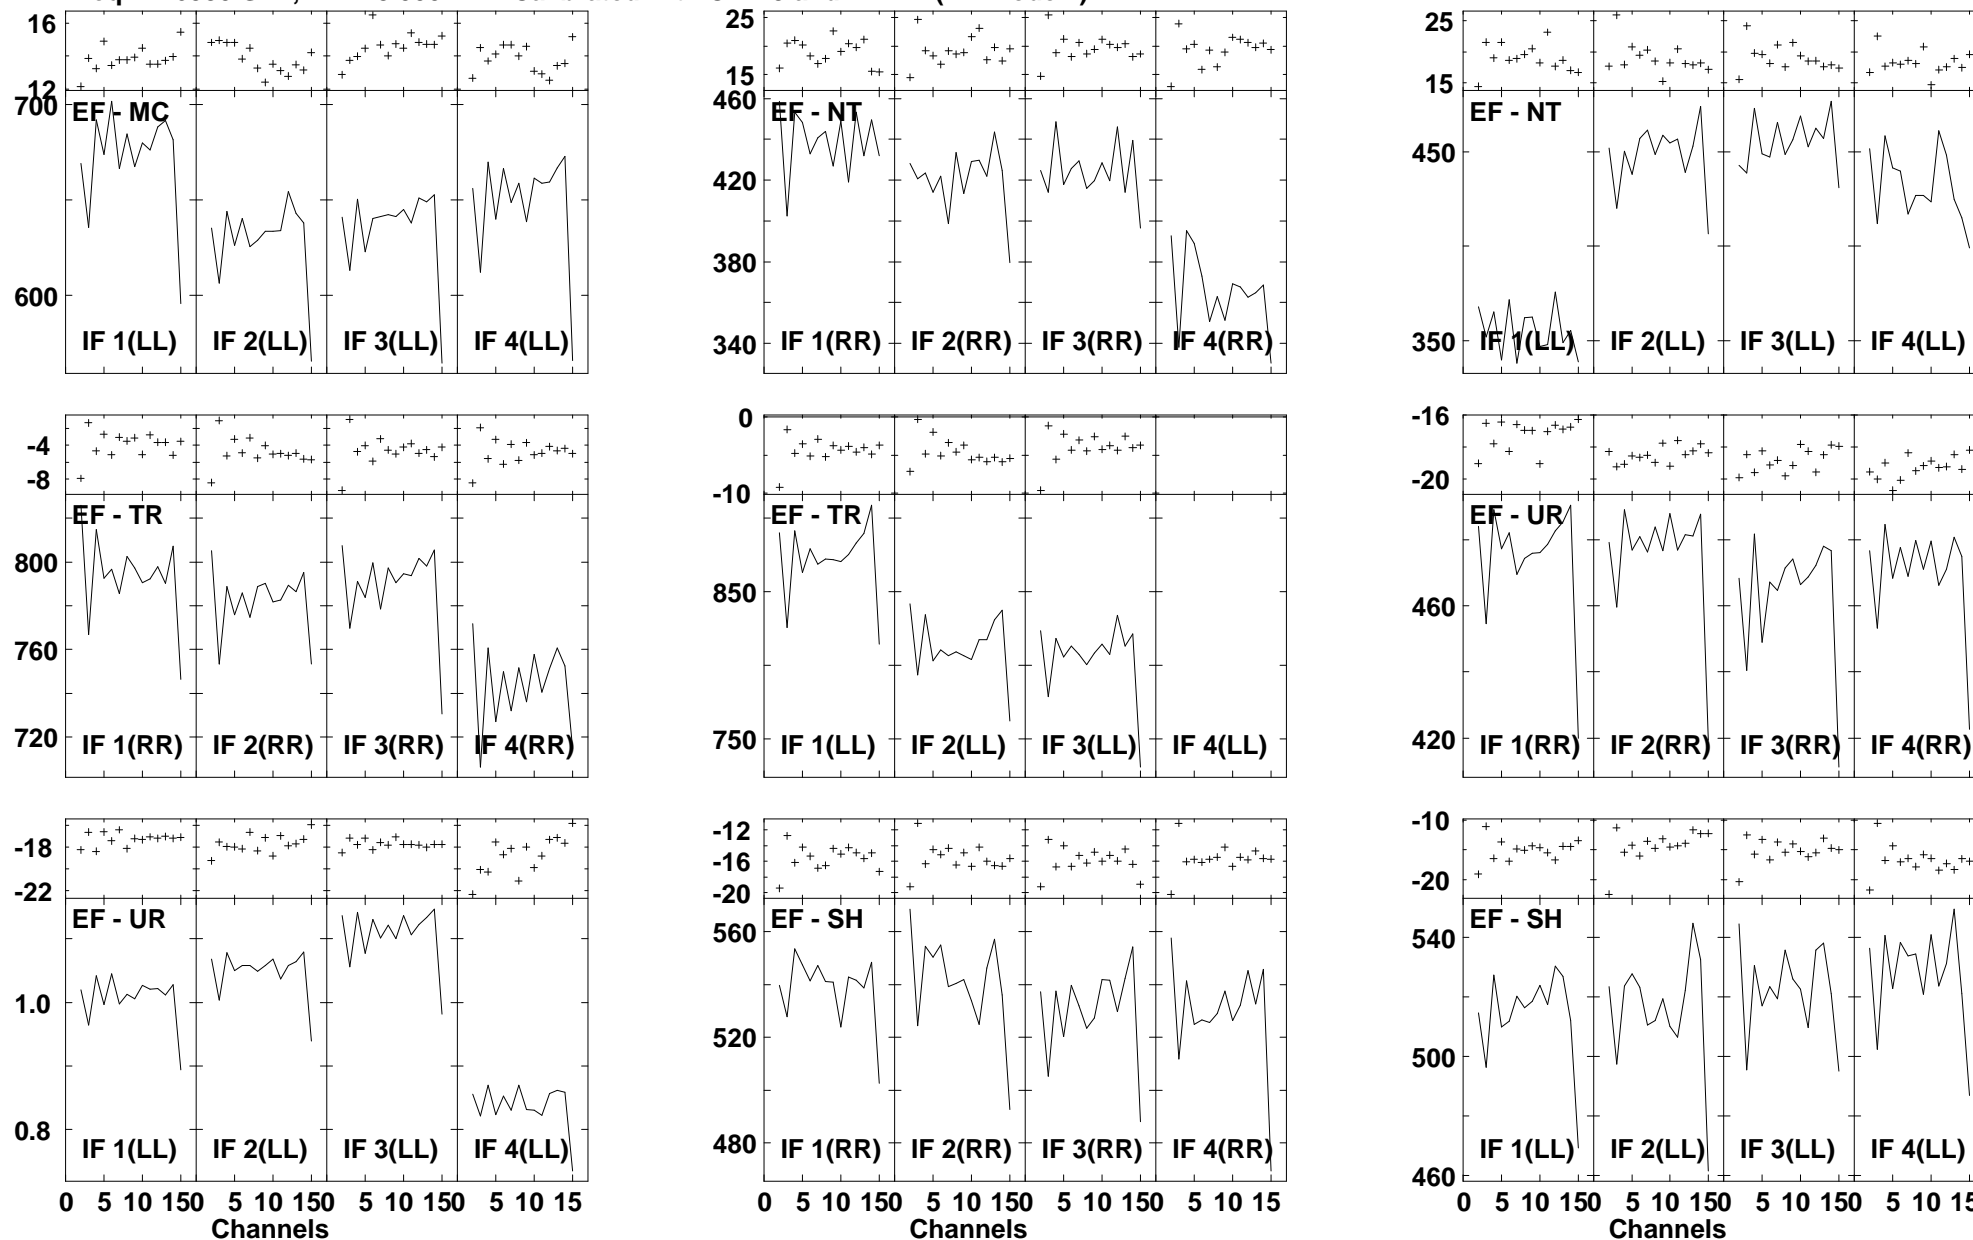 16
12
700
EF - MC
600
IF 1(LL) IF 2(LL) IF 3(LL) IF 4(LL)
25
15
460
EF - NT
420
380
340
IF 1(RR) IF 2(RR) IF 3(RR) IF 4(RR)
25
15
EF - NT
450
350
IF 1(LL) IF 2(LL) IF 3(LL) IF 4(LL)
-4
-8
EF - TR
800
760
720
IF 1(RR) IF 2(RR) IF 3(RR) IF 4(RR)
0
-10
EF - TR
850
750
IF 1(LL) IF 2(LL) IF 3(LL) IF 4(LL)
-16
-20
EF - UR
460
420
IF 1(RR) IF 2(RR) IF 3(RR) IF 4(RR)
-18
-22
EF - UR
1.0
0.8
IF 1(LL) IF 2(LL) IF 3(LL) IF 4(LL)
0 5 10 150 5 10 150 5 10 150 5 10 15
Channels
-12
-16
-20
EF - SH
560
520
480
IF 1(RR) IF 2(RR) IF 3(RR) IF 4(RR)
0 5 10 150 5 10 150 5 10 150 5 10 15
Channels
-10
-20
EF - SH
540
500
460
IF 1(LL) IF 2(LL) IF 3(LL) IF 4(LL)
0 5 10 150 5 10 150 5 10 150 5 10 15
Channels